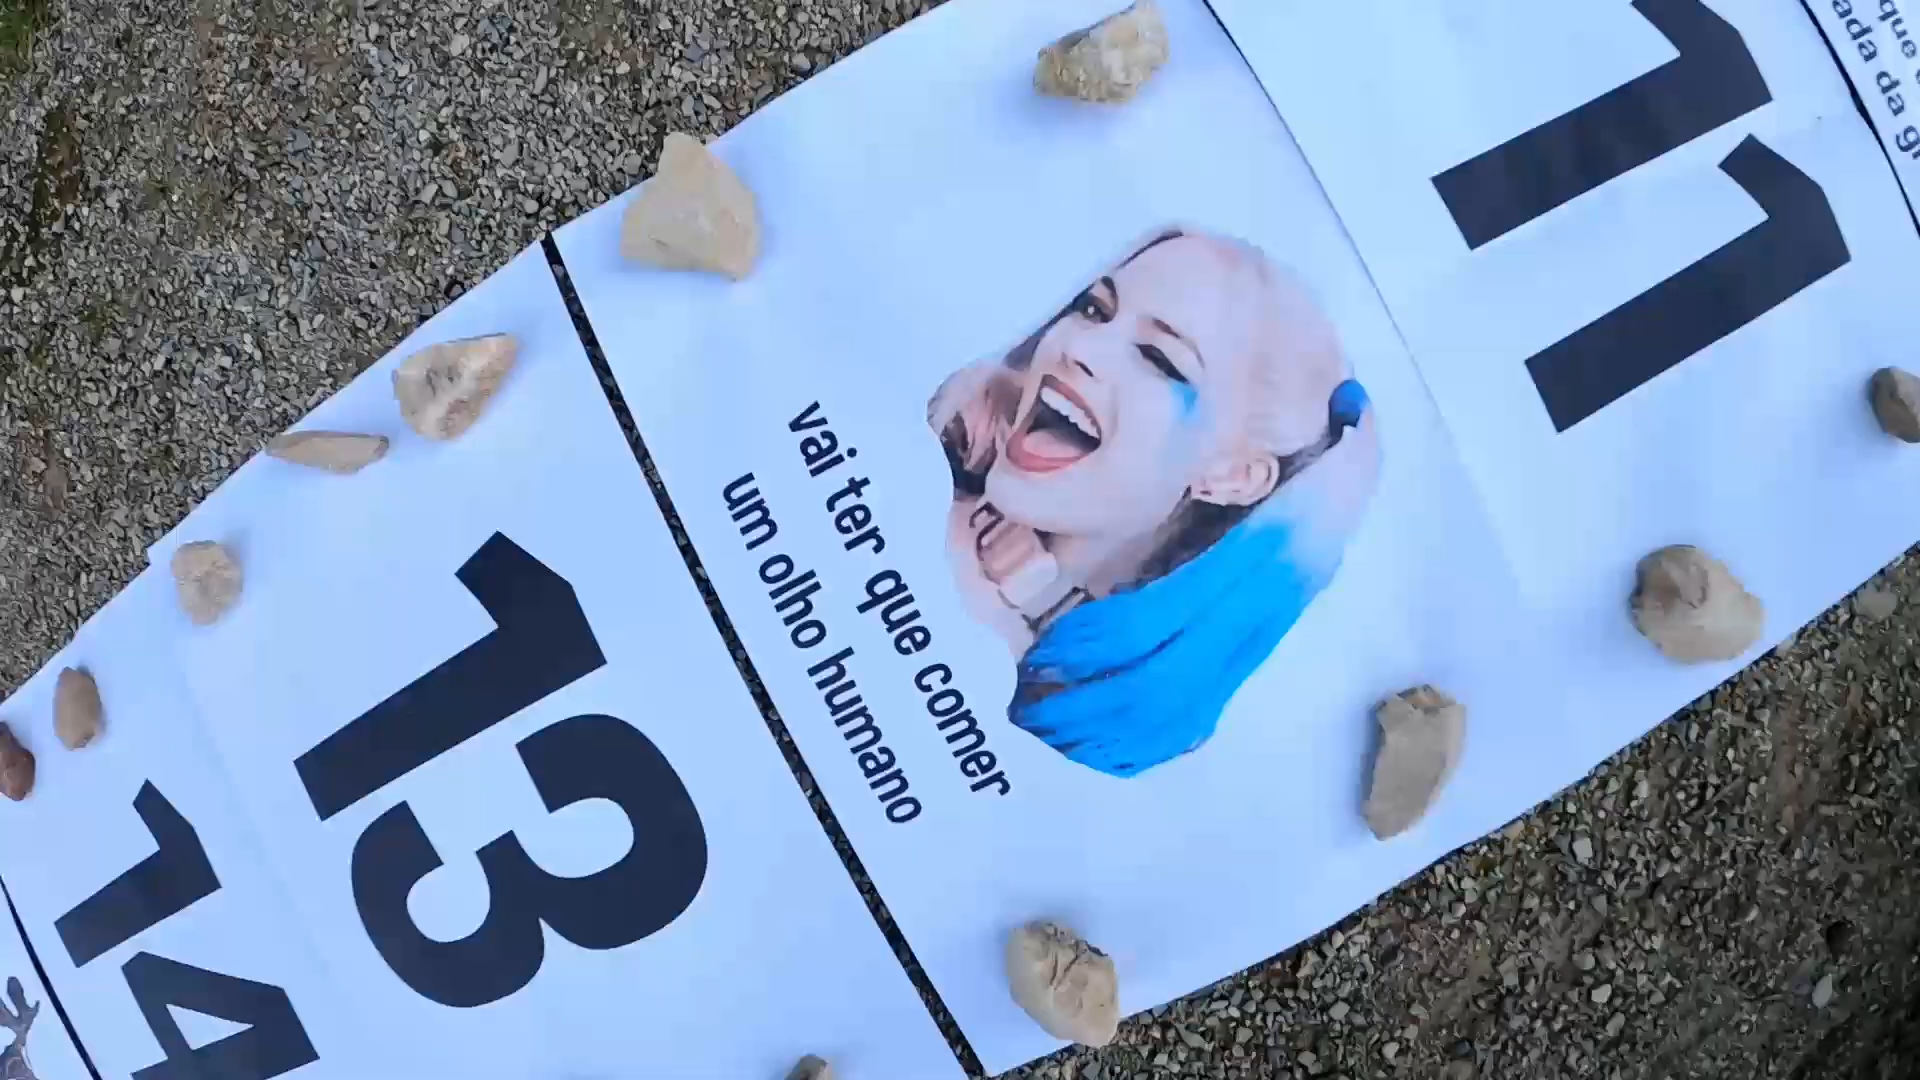 11
vai ter que comer
um olho humano
13
14